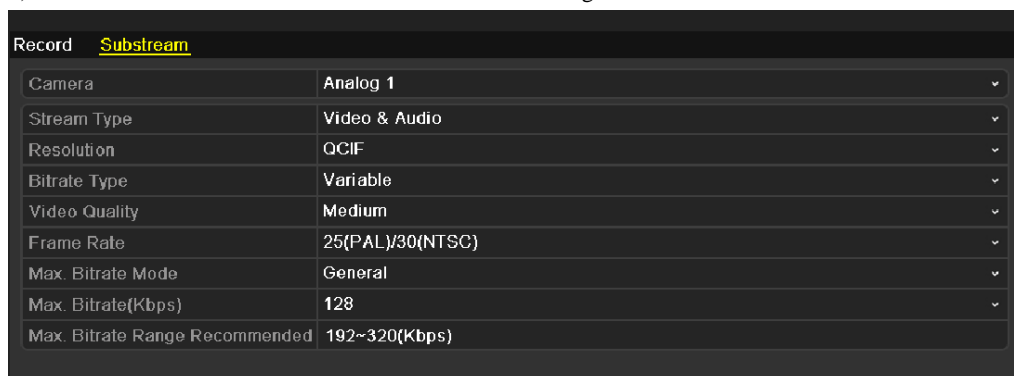 Record Substream
Camera Analog 1
Stream Type Video & Audio
Resolution QCIF
Bitrate Type Variable
Video Quality Medium
Frame Rate 25(PAL)/30(NTSC)
Max. Bitrate Mode General
Max. Bitrate(Kbps) 128
Max. Bitrate Range Recommended 192~320(Kbps)